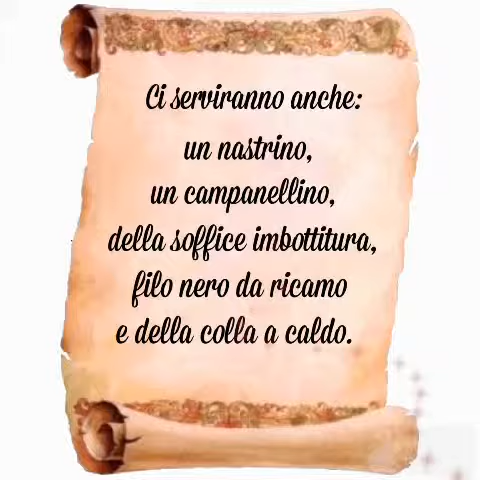 Ci serviranno anche:
un nastrino,
un campanellino,
della soffice imbottitura,
filo nero da ricamo
e della colla a caldo.